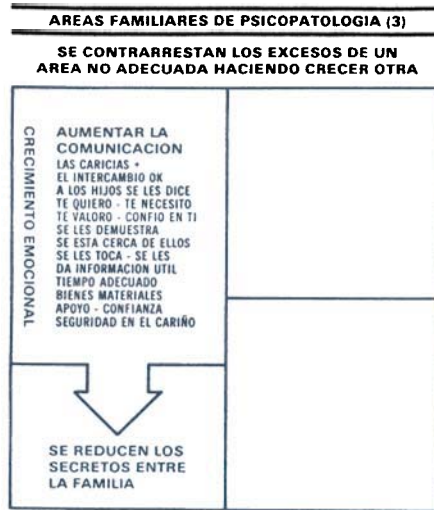 AREAS FAMILIARES DE PSICOPATOLOGIA (3)
SE CONTRARRESTAN LOS EXCESOS DE UN
AREA NO ADECUADA HACIENDO CRECER OTRA
CRECIMIENTO EMOCIONAL
AUMENTAR LA
COMUNICACION
LAS CARICIAS +
EL INTERCAMBIO OK
A LOS HIJOS SE LES DICE
TE QUIERO - TE NECESITO
TE VALORO - CONFIO EN TI
SE LES DEMUESTRA
SE ESTA CERCA DE ELLOS
SE LES TOCA - SE LES
DA INFORMACION UTIL
TIEMPO ADECUADO
BIENES MATERIALES
APOYO - CONFIANZA
SEGURIDAD EN EL CARIÑO
SE REDUCEN LOS
SECRETOS ENTRE
LA FAMILIA